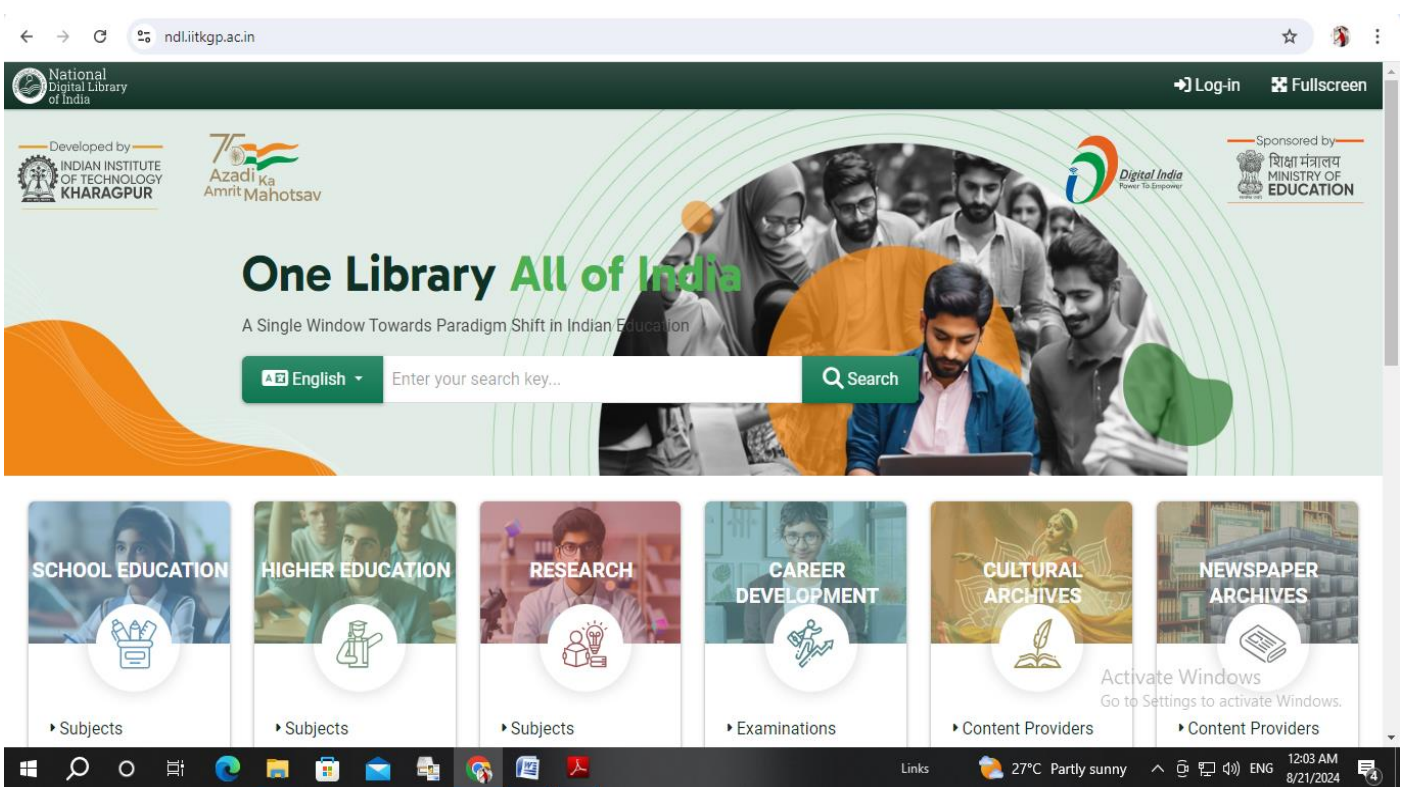 ndl.iitkgp.ac.in
National
Digital Library
of India
Log-in
Fullscreen
Developed by
INDIAN INSTITUTE
OF TECHNOLOGY
KHARAGPUR
75
Azadi Ka
Amrit Mahotsav
Digital India
Power To Empower
Sponsored by
शिक्षा मंत्रालय
MINISTRY OF
EDUCATION
One Library All of India
A Single Window Towards Paradigm Shift in Indian Education
English
Enter your search key...
Search
SCHOOL EDUCATION
HIGHER EDUCATION
RESEARCH
CAREER
DEVELOPMENT
CULTURAL
ARCHIVES
NEWSPAPER
ARCHIVES
Subjects
Subjects
Subjects
Examinations
Content Providers
Content Providers
Activate Windows
Go to Settings to activate Windows.
Links
27°C Partly sunny
ENG
12:03 AM
8/21/2024
4